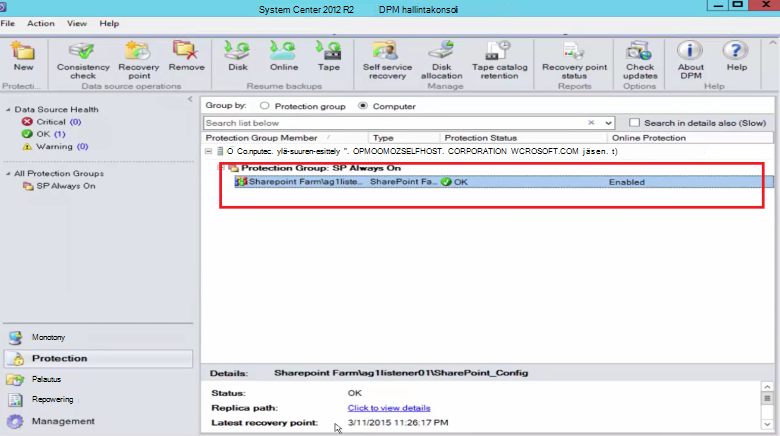 System Center 2012 R2 DPM hallintakonsoli
File Action View Help
New Consistency check Recovery point Remove Disk Online Tape Self service recovery Disk allocation Tape catalog retention Recovery point status Check updates About DPM Help
Protecti... Data source operations Resume backups Manage Reports Options Help
Data Source Health
Critical (0)
OK (1)
Warning (0)
All Protection Groups
SP Always On
Group by: Protection group Computer
Search list below Search in details also (Slow)
Protection Group Member Type Protection Status Online Protection
O Co.nputec. ylä-suuren-esittely ". OPMOOMOZSELFHOST. CORPORATION WCROSOFT.COM jäsen. t)
Protection Group: SP Always On
Sharepoint Farm\ag1liste... SharePoint Fa... OK Enabled
Monotony
Protection
Palautus
Repowering
Management
Details: Sharepoint Farm\ag1listener01\SharePoint_Config
Status: OK
Replica path: Click to view details
Latest recovery point: 3/11/2015 11:26:17 PM